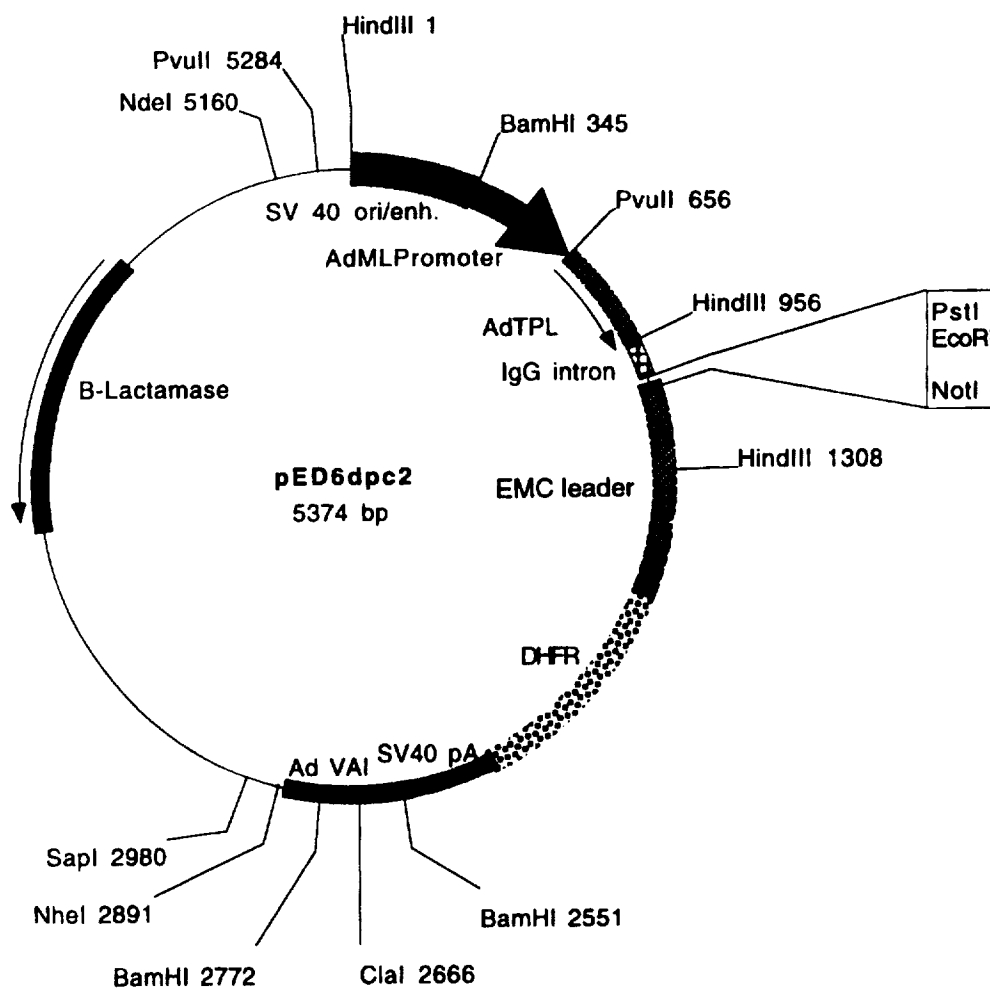 HindIII 1
PvuII 5284
NdeI 5160
BamHI 345
SV 40 ori/enh.
PvuII 656
AdMLPromoter
HindIII 956
PstI
EcoR
NotI
AdTPL
IgG intron
B-Lactamase
HindIII 1308
pED6dpc2
5374 bp
EMC leader
DHFR
SV40 pA
Ad VAI
SapI 2980
NheI 2891
BamHI 2551
BamHI 2772
ClaI 2666